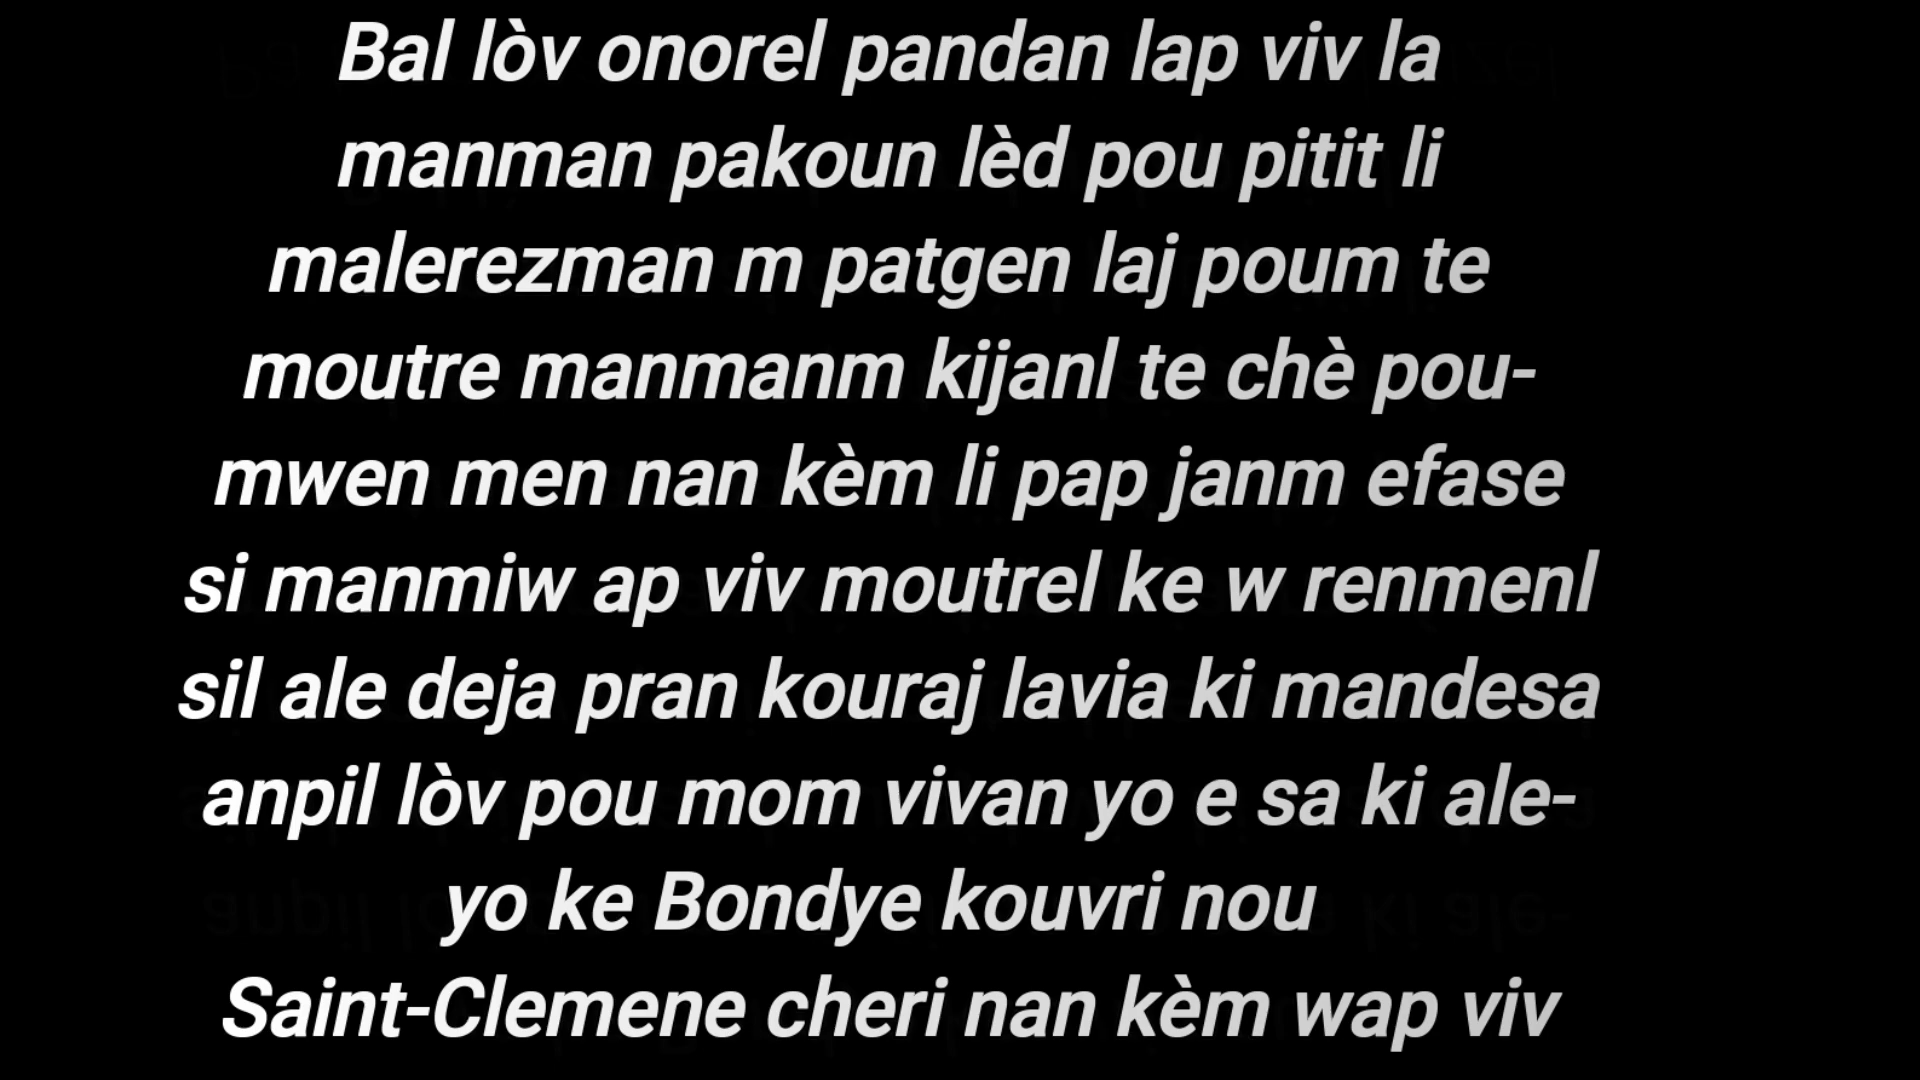 Bal lòv onorel pandan lap viv la
manman pakoun lèd pou pitit li
malerezman m patgen laj poum te
moutre manmanm kijanl te chè pou-
mwen men nan kèm li pap janm efase
si manmiw ap viv moutrel ke w renmenl
sil ale deja pran kouraj lavia ki mandesa
anpil lòv pou mom vivan yo e sa ki ale-
yo ke Bondye kouvri nou
Saint-Clemene cheri nan kèm wap viv